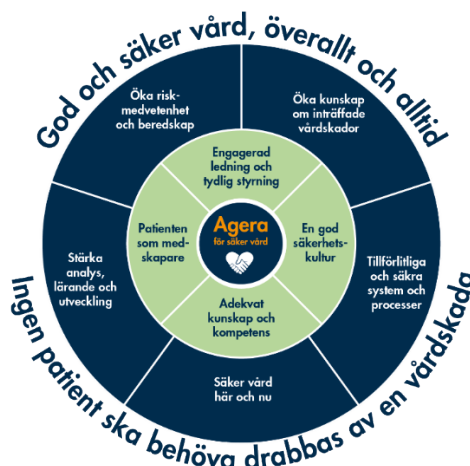 God och säker vård, överallt och alltid
Öka risk-
medvetenhet
och beredskap
Öka kunskap
om inträffade
vårdskador
Engagerad
ledning och
tydlig styrning
Patienten
som med-
skapare
Agera
för säker vård
En god
säkerhets-
kultur
Stärka
analys,
lärande och
utveckling
Tillförlitliga
och säkra
system och
processer
Adekvat
kunskap och
kompetens
Säker vård
här och nu
Ingen patient ska behöva drabbas av en vårdskada